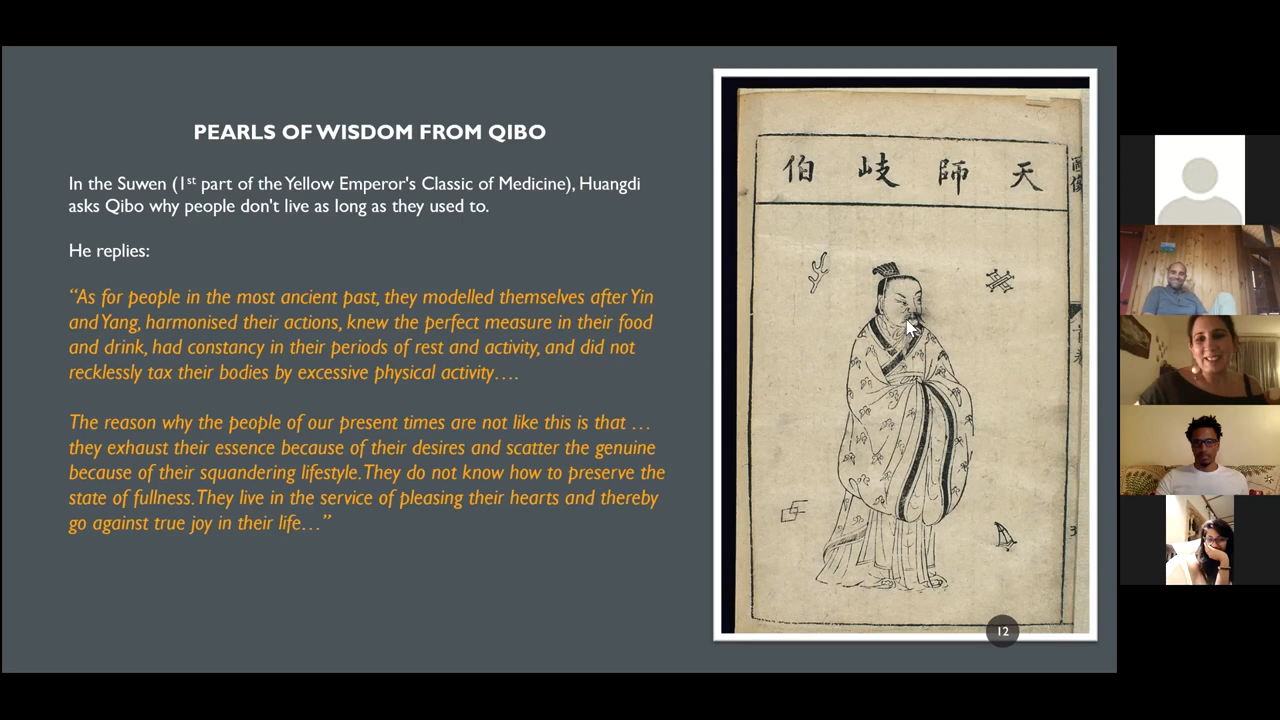 PEARLS OF WISDOM FROM QIBO
In the Suwen (1st part of the Yellow Emperor's Classic of Medicine), Huangdi
asks Qibo why people don't live as long as they used to.
He replies:
“As for people in the most ancient past, they modelled themselves after Yin
and Yang, harmonised their actions, knew the perfect measure in their food
and drink, had constancy in their periods of rest and activity, and did not
recklessly tax their bodies by excessive physical activity….
The reason why the people of our present times are not like this is that …
they exhaust their essence because of their desires and scatter the genuine
because of their squandering lifestyle. They do not know how to preserve the
state of fullness. They live in the service of pleasing their hearts and thereby
go against true joy in their life…”
天師岐伯
12